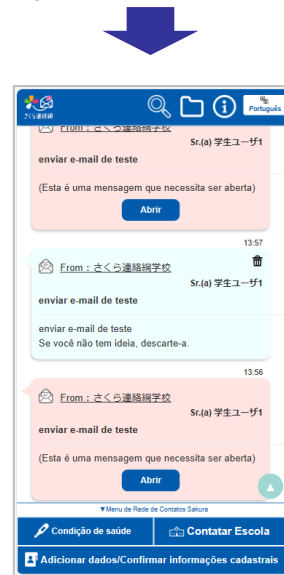 さくら連絡網
Português
From：さくら連絡網学校
Sr.(a) 学生ユーザ1
enviar e-mail de teste
(Esta é uma mensagem que necessita ser aberta)
Abrir
13:57
From：さくら連絡網学校
Sr.(a) 学生ユーザ1
enviar e-mail de teste
enviar e-mail de teste
Se você não tem ideia, descarte-a.
13:56
From：さくら連絡網学校
Sr.(a) 学生ユーザ1
enviar e-mail de teste
(Esta é uma mensagem que necessita ser aberta)
Abrir
▼Menu de Rede de Contatos Sakura
Condição de saúde
Contatar Escola
Adicionar dados/Confirmar informações cadastrais